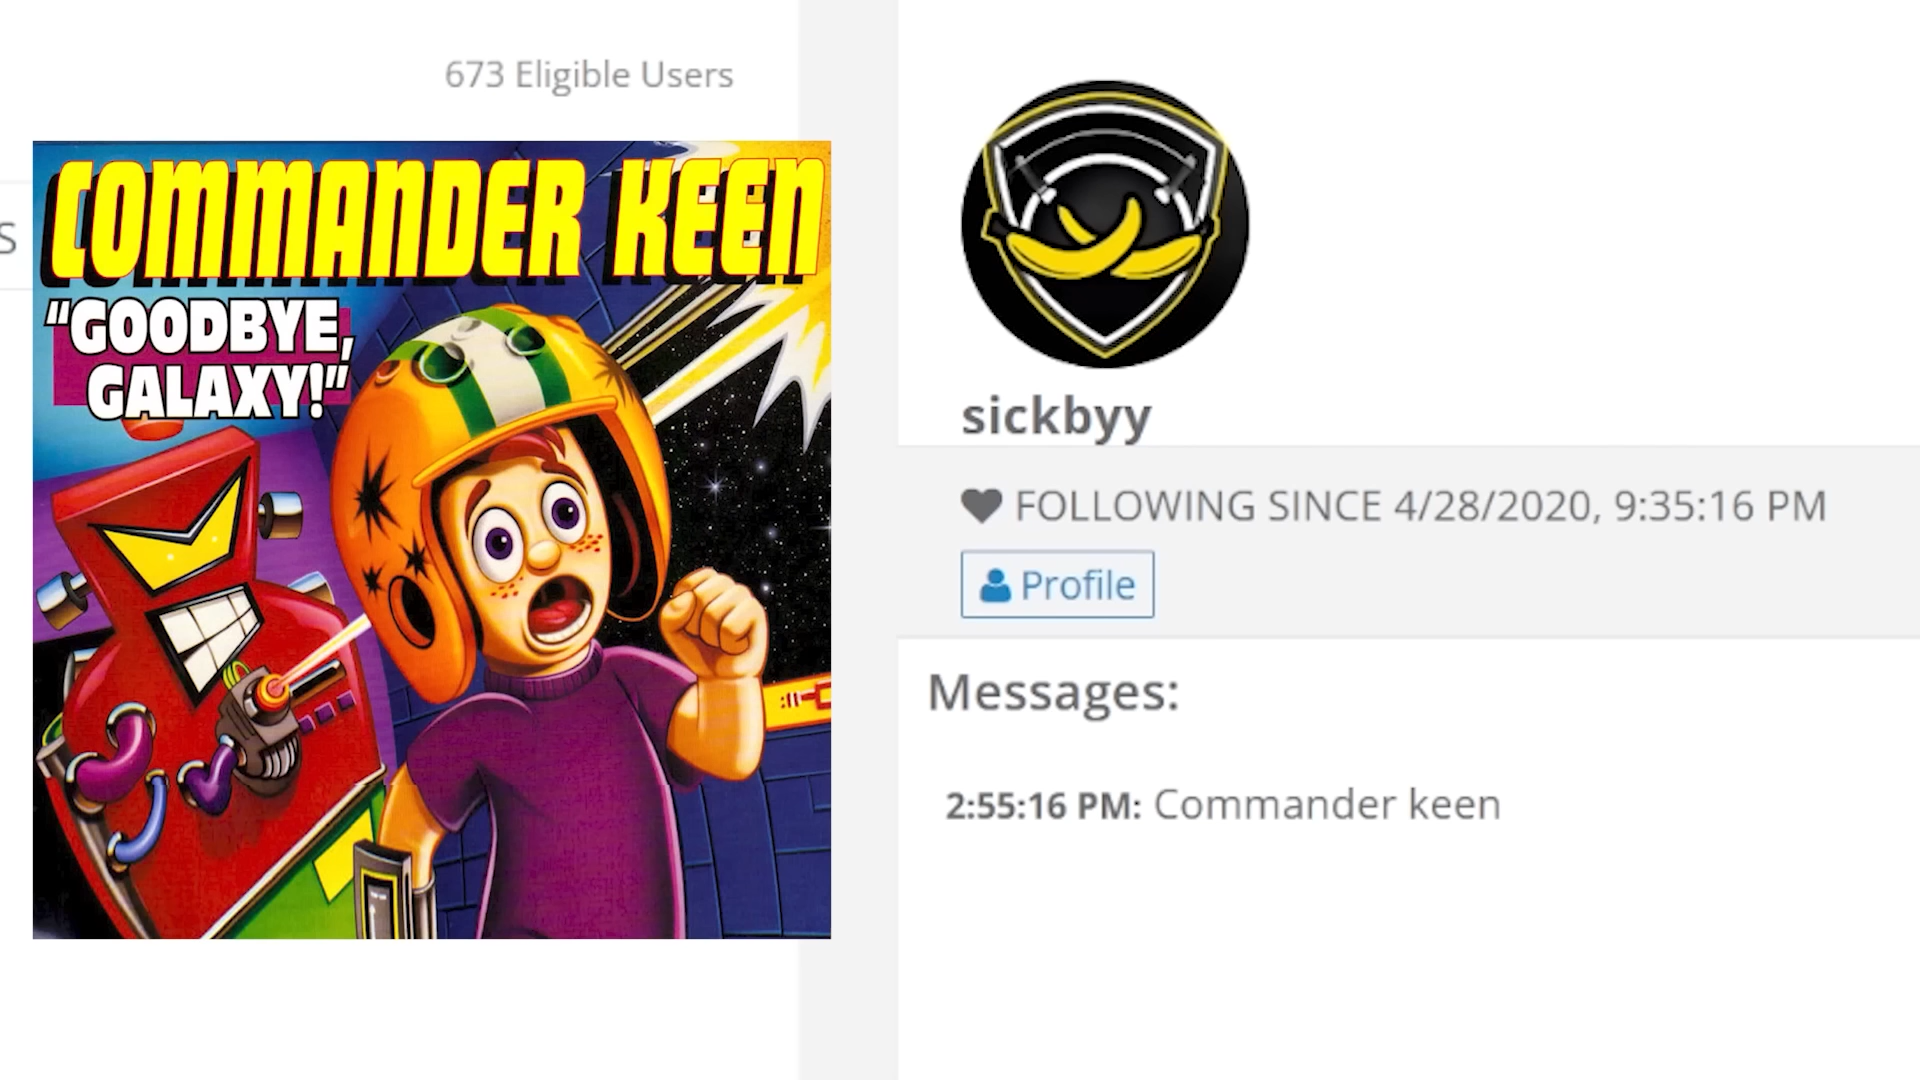 673 Eligible Users
S
COMMANDER KEEN
"GOODBYE,
GALAXY!"
sickbyy
FOLLOWING SINCE 4/28/2020, 9:35:16 PM
Profile
Messages:
2:55:16 PM: Commander keen